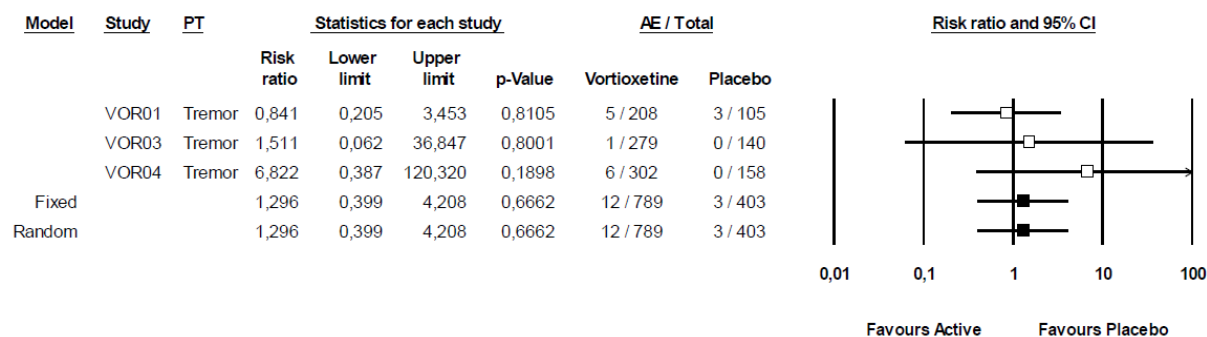 Model Study PT Statistics for each study AE / Total Risk ratio and 95% CI
Risk ratio Lower limit Upper limit p-Value Vortioxetine Placebo
VOR01 Tremor 0,841 0,205 3,453 0,8105 5 / 208 3 / 105
VOR03 Tremor 1,511 0,062 36,847 0,8001 1 / 279 0 / 140
VOR04 Tremor 6,822 0,387 120,320 0,1898 6 / 302 0 / 158
Fixed 1,296 0,399 4,208 0,6662 12 / 789 3 / 403
Random 1,296 0,399 4,208 0,6662 12 / 789 3 / 403
0,01 0,1 1 10 100
Favours Active Favours Placebo